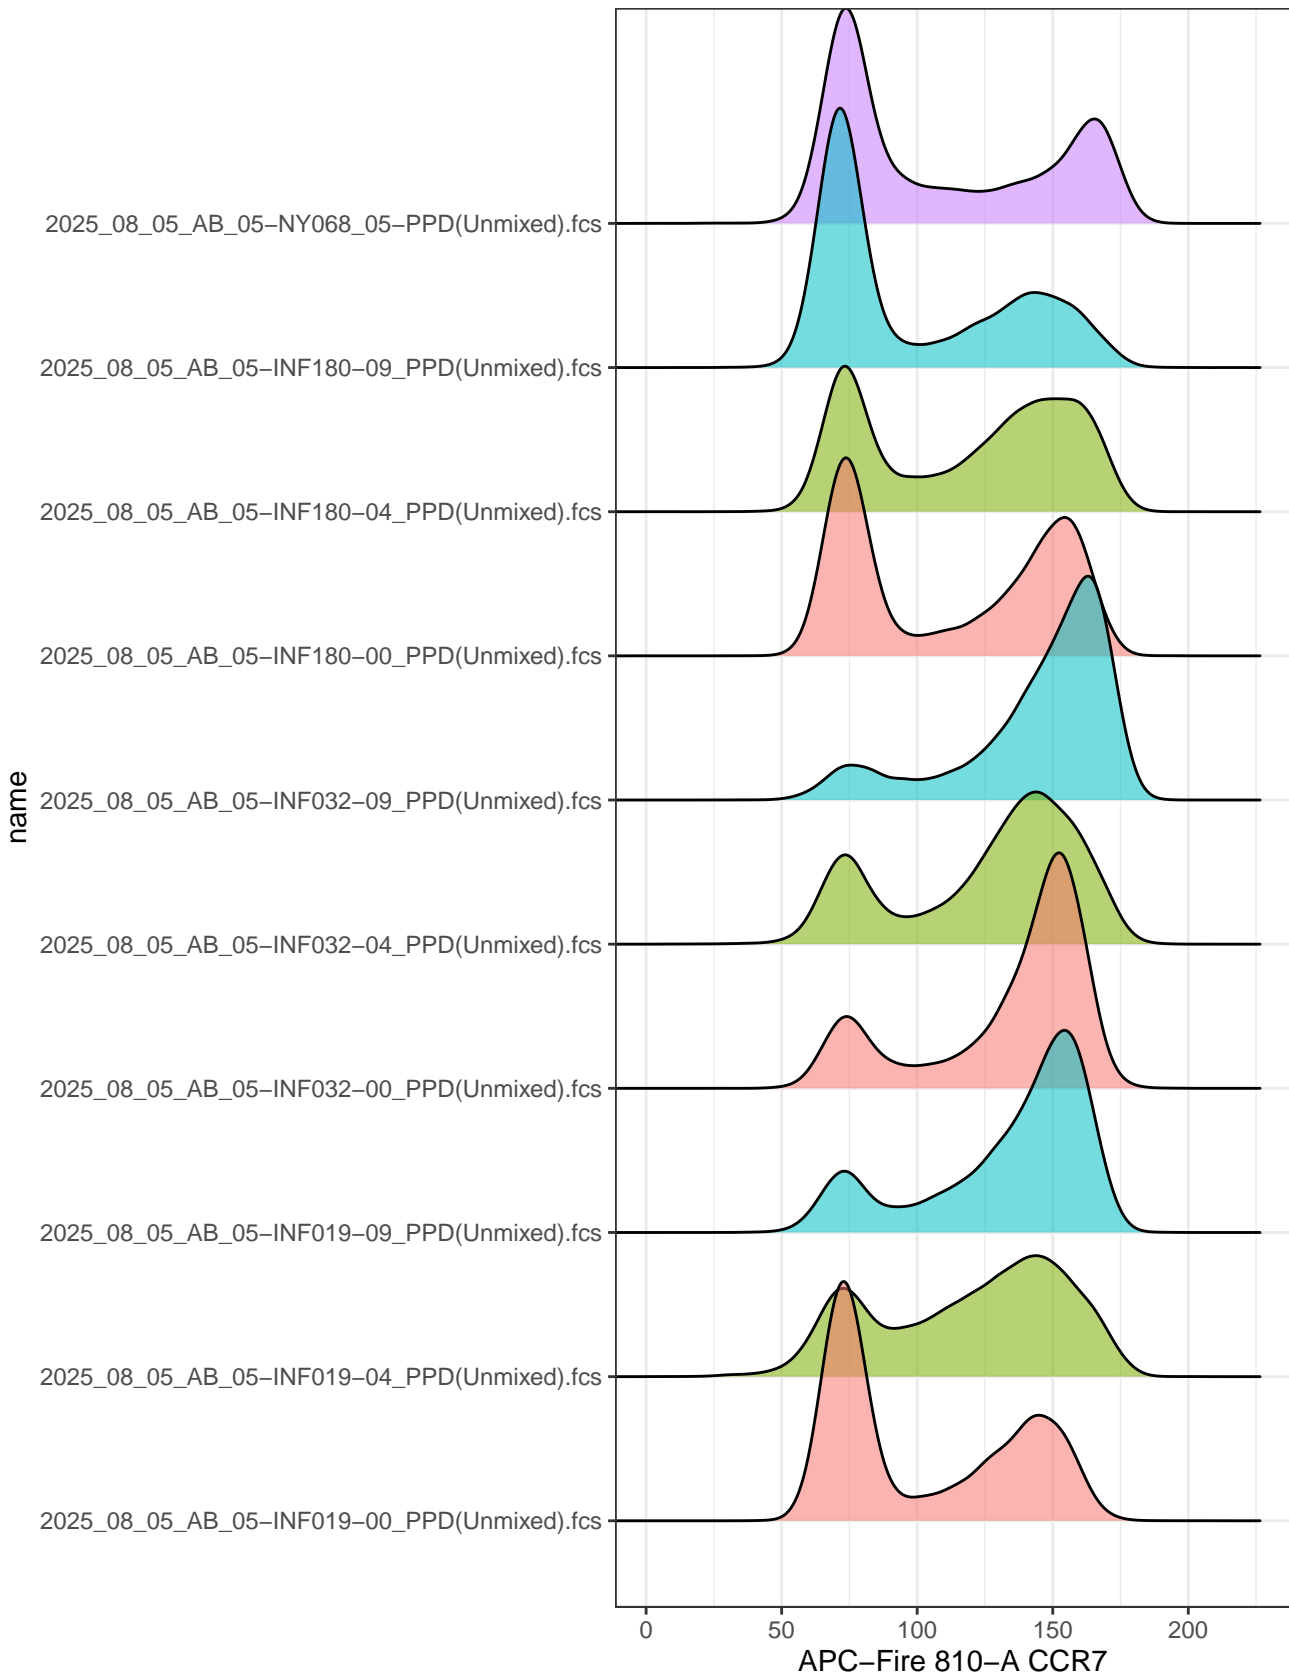 2025_08_05_AB_05−NY068_05−PPD(Unmixed).fcs
2025_08_05_AB_05−INF180−09_PPD(Unmixed).fcs
2025_08_05_AB_05−INF180−04_PPD(Unmixed).fcs
2025_08_05_AB_05−INF180−00_PPD(Unmixed).fcs
2025_08_05_AB_05−INF032−09_PPD(Unmixed).fcs
name
2025_08_05_AB_05−INF032−04_PPD(Unmixed).fcs
2025_08_05_AB_05−INF032−00_PPD(Unmixed).fcs
2025_08_05_AB_05−INF019−09_PPD(Unmixed).fcs
2025_08_05_AB_05−INF019−04_PPD(Unmixed).fcs
2025_08_05_AB_05−INF019−00_PPD(Unmixed).fcs
0 50 100 150 200
APC−Fire 810−A CCR7